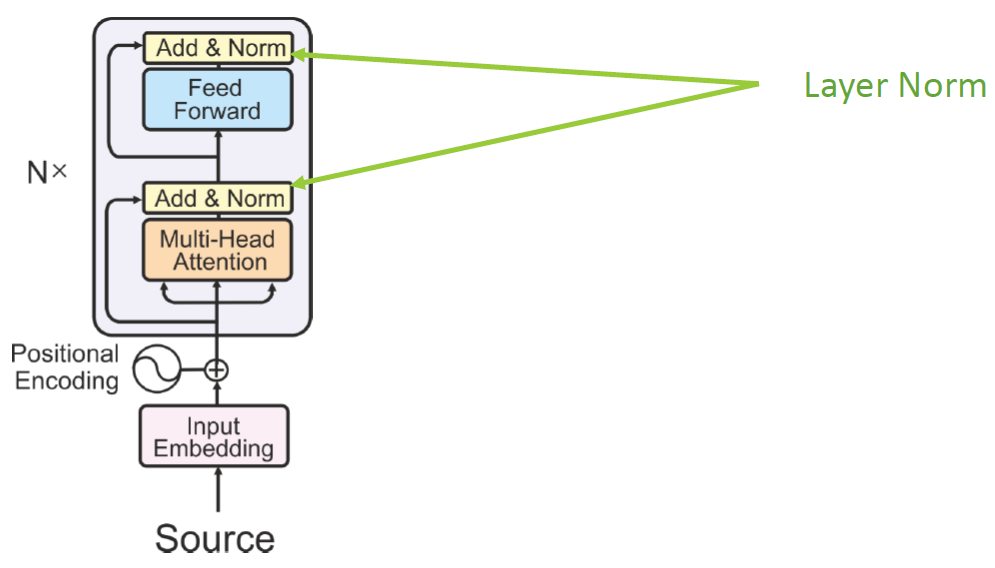 Add & Norm
Feed
Forward
Layer Norm
N×
Add & Norm
Multi-Head
Attention
Positional
Encoding
Input
Embedding
Source